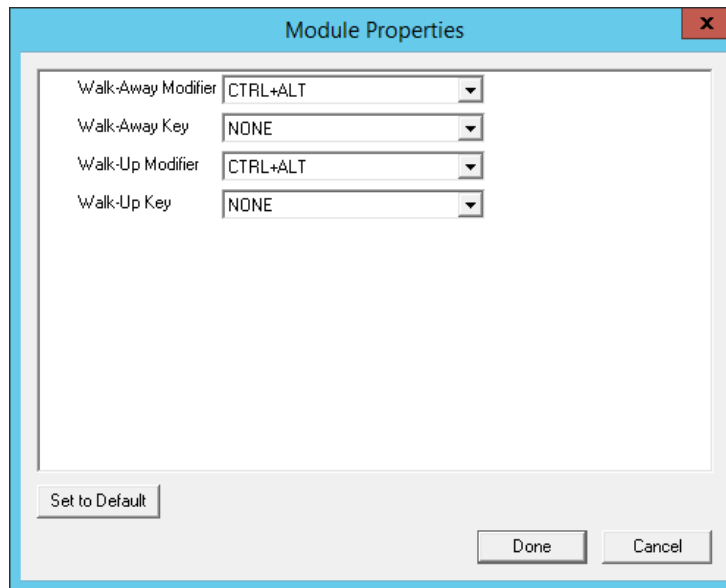 Module Properties
x
Walk-Away Modifier CTRL+ALT
Walk-Away Key NONE
Walk-Up Modifier CTRL+ALT
Walk-Up Key NONE
Set to Default
Done Cancel